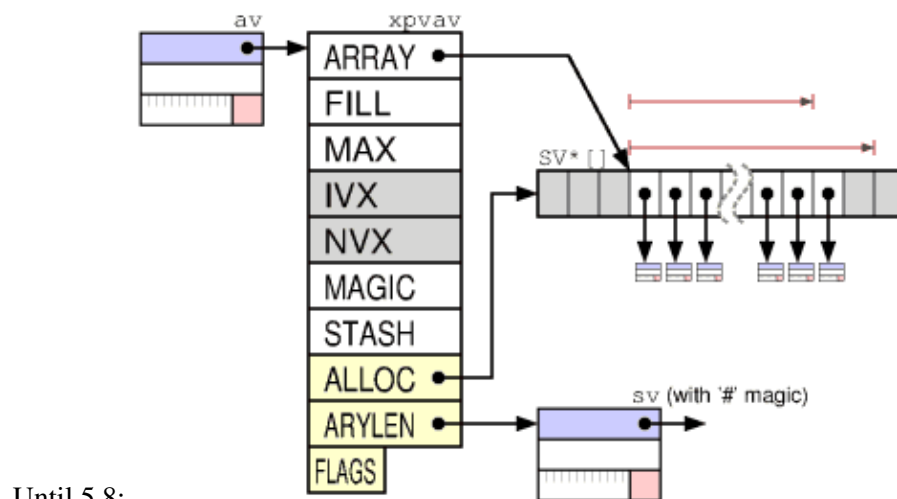 av
xpvav
ARRAY
FILL
MAX
SV* []
IVX
NVX
MAGIC
STASH
ALLOC
ARYLEN
sv (with '#' magic)
FLAGS
Until 5.8: